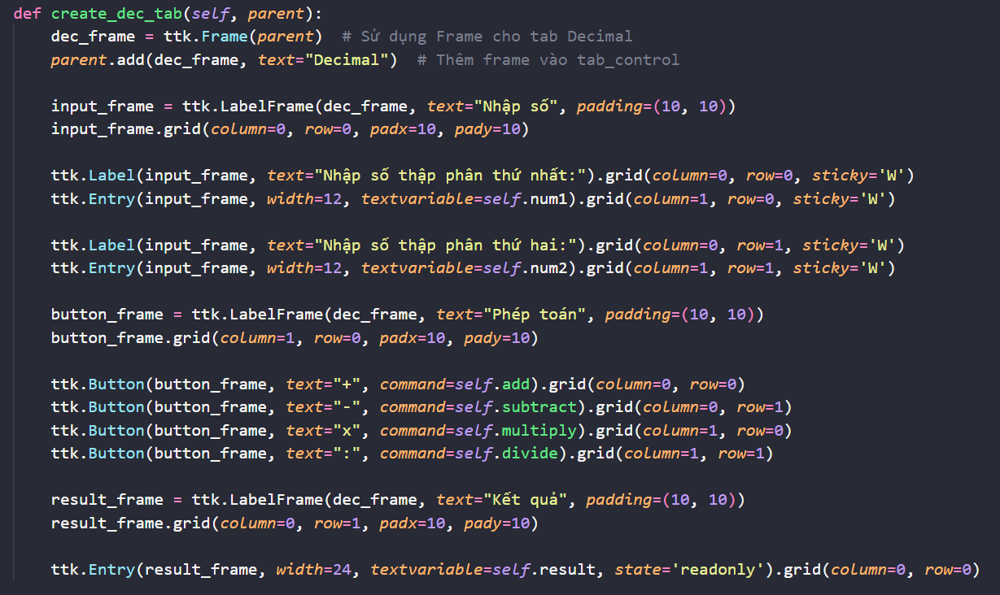 def create_dec_tab(self, parent):
    dec_frame = ttk.Frame(parent)  # Sử dụng Frame cho tab Decimal
    parent.add(dec_frame, text="Decimal")  # Thêm frame vào tab_control

    input_frame = ttk.LabelFrame(dec_frame, text="Nhập số", padding=(10, 10))
    input_frame.grid(column=0, row=0, padx=10, pady=10)

    ttk.Label(input_frame, text="Nhập số thập phân thứ nhất:").grid(column=0, row=0, sticky='W')
    ttk.Entry(input_frame, width=12, textvariable=self.num1).grid(column=1, row=0, sticky='W')

    ttk.Label(input_frame, text="Nhập số thập phân thứ hai:").grid(column=0, row=1, sticky='W')
    ttk.Entry(input_frame, width=12, textvariable=self.num2).grid(column=1, row=1, sticky='W')

    button_frame = ttk.LabelFrame(dec_frame, text="Phép toán", padding=(10, 10))
    button_frame.grid(column=1, row=0, padx=10, pady=10)

    ttk.Button(button_frame, text="+", command=self.add).grid(column=0, row=0)
    ttk.Button(button_frame, text="-", command=self.subtract).grid(column=0, row=1)
    ttk.Button(button_frame, text="x", command=self.multiply).grid(column=1, row=0)
    ttk.Button(button_frame, text=":", command=self.divide).grid(column=1, row=1)

    result_frame = ttk.LabelFrame(dec_frame, text="Kết quả", padding=(10, 10))
    result_frame.grid(column=0, row=1, padx=10, pady=10)

    ttk.Entry(result_frame, width=24, textvariable=self.result, state='readonly').grid(column=0, row=0)